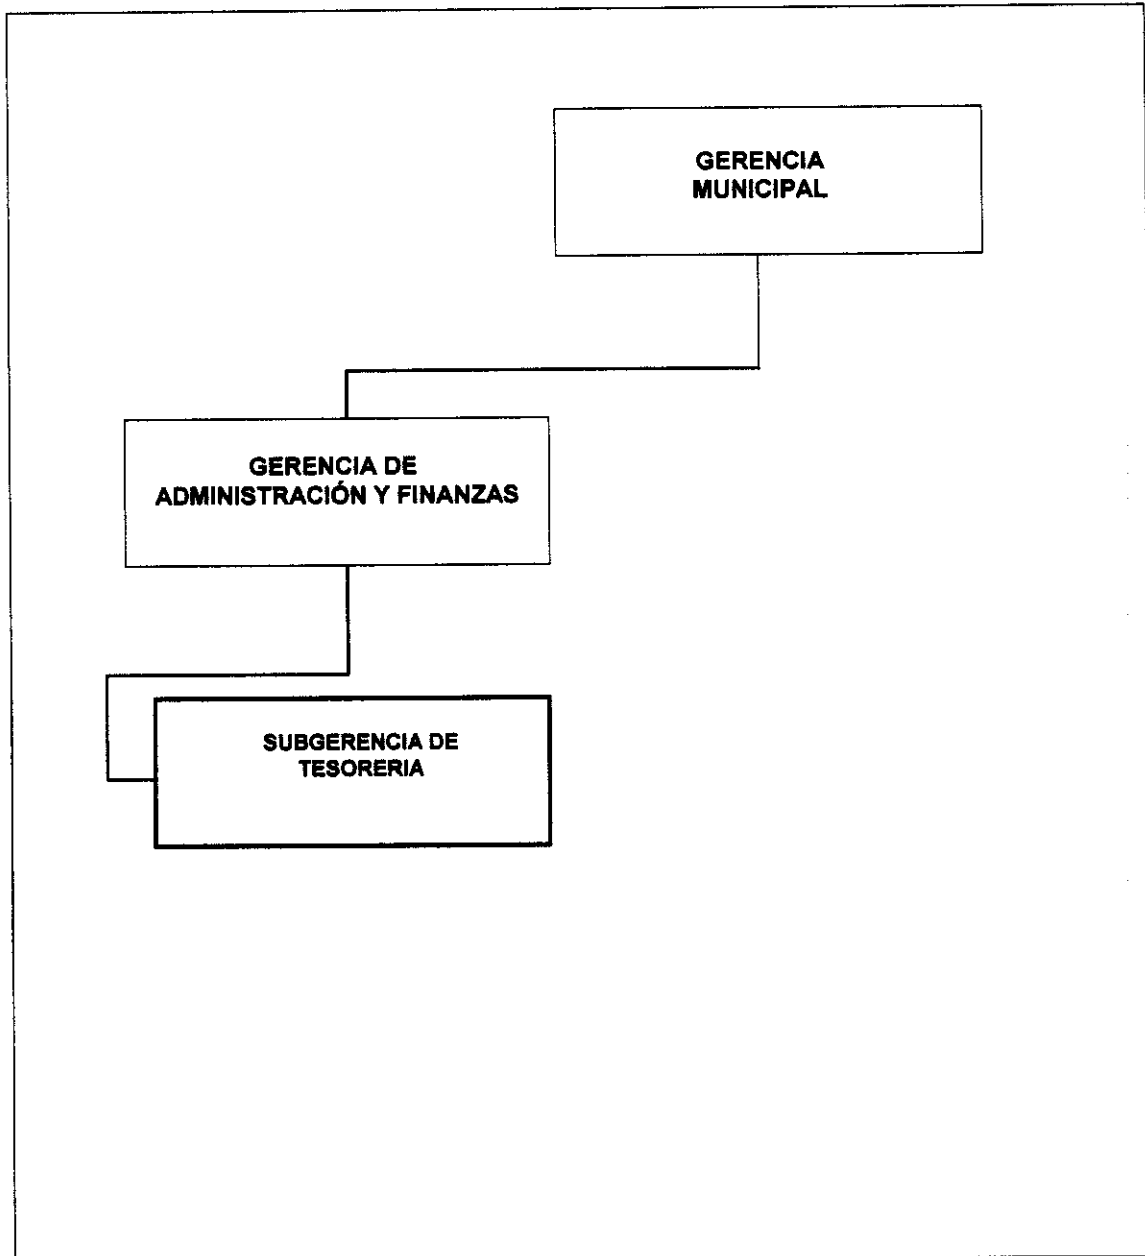 GERENCIA
MUNICIPAL
GERENCIA DE
ADMINISTRACIÓN Y FINANZAS
SUBGERENCIA DE
TESORERIA